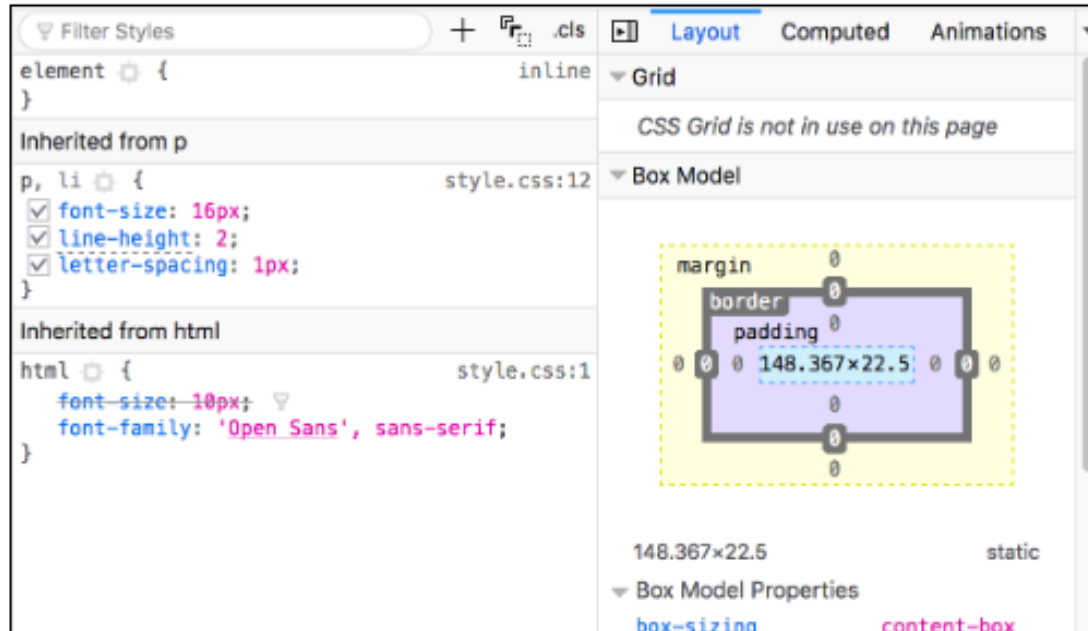 Filter Styles + .cls
element { inline
}
Inherited from p
p, li { style.css:12
font-size: 16px;
line-height: 2;
letter-spacing: 1px;
}
Inherited from html
html { style.css:1
font-size: 10px;
font-family: 'Open Sans', sans-serif;
}
Layout Computed Animations
Grid
CSS Grid is not in use on this page
Box Model
margin 0
border 0
padding 0
0 0 0 148.367×22.5 0 0 0
0
0
0
148.367×22.5 static
Box Model Properties
box-sizing content-box